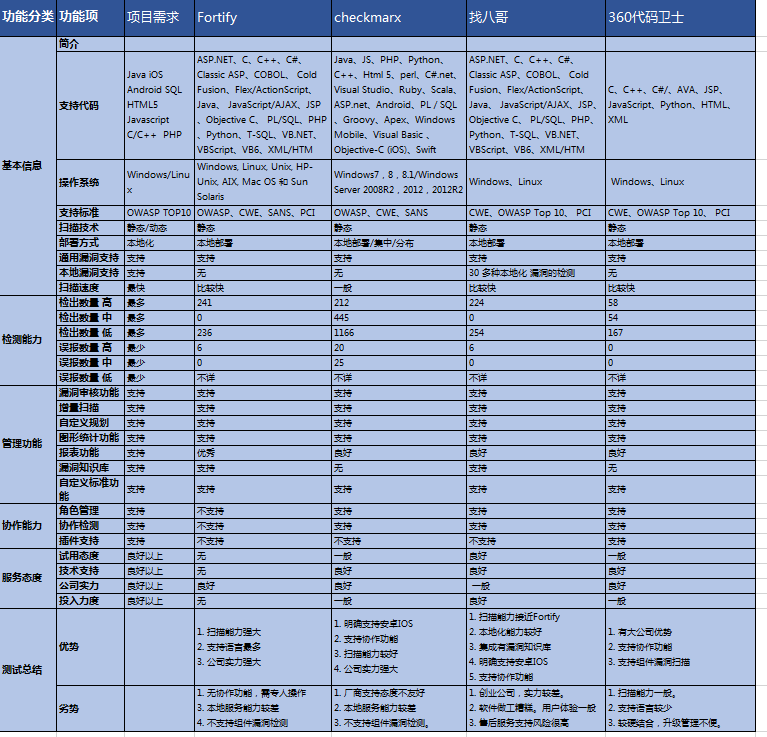 功能分类 功能项 项目需求 Fortify checkmarx 找八哥 360代码卫士
基本信息
简介
支持代码
Java iOS
Android SQL
HTML5
Javascript
C/C++ PHP
ASP.NET、C、C++、C#、
Classic ASP、COBOL、 Cold
Fusion、Flex/ActionScript、
Java、 JavaScript/AJAX、JSP
、Objective C、 PL/SQL、PHP
、Python、T-SQL、VB.NET、
VBScript、VB6、XML/HTM
Java、JS、PHP、Python、
C++、Html 5、perl、C#.net、
Visual Studio、Ruby、Scala、
ASP.net、Android、PL / SQL
、Groovy、Apex、Windows
Mobile、Visual Basic 、
Objective-C (iOS)、Swift
ASP.NET、C、C++、C#、
Classic ASP、COBOL、 Cold
Fusion、Flex/ActionScript、
Java、 JavaScript/AJAX、JSP、
Objective C、 PL/SQL、PHP、
Python、T-SQL、VB.NET、
VBScript、VB6、XML/HTM
C、C++、C#/、AVA、JSP、
JavaScript、Python、HTML、
XML
操作系统
Windows/Linu
x
Windows, Linux, Unix, HP-
Unix, AIX, Mac OS 和 Sun
Solaris
Windows7，8，8.1/Windows
Server 2008R2，2012，2012R2
Windows、Linux
Windows、Linux
支持标准 OWASP TOP10 OWASP、CWE、SANS、PCI OWASP、CWE、SANS CWE、OWASP Top 10、 PCI CWE、OWASP Top 10、 PCI
扫描技术 静态/动态 静态 静态 静态 静态
部署方式 本地化 本地部署 本地部署/集中/分布 本地部署 本地部署
通用漏洞支持 支持 支持 支持 支持 支持
本地漏洞支持 支持 无 无 30 多种本地化 漏洞的检测 无
扫描速度 最快 比较快 一般 比较快 比较快
检测能力
检出数量 高 最多 241 212 224 58
检出数量 中 最多 0 445 0 54
检出数量 低 最多 236 1166 254 167
误报数量 高 最少 6 20 6 0
误报数量 中 最少 0 25 0 0
误报数量 低 最少 不详 不详 不详 不详
管理功能
漏洞审核功能 支持 支持 支持 支持 支持
增量扫描 支持 支持 支持 支持 支持
自定义规划 支持 支持 支持 支持 支持
图形统计功能 支持 支持 支持 支持 支持
报表功能 支持 优秀 良好 良好 良好
漏洞知识库 支持 支持 无 支持 无
自定义标准功
能 支持 支持 支持 支持 支持
协作能力
角色管理 支持 不支持 支持 支持 支持
协作检测 支持 不支持 支持 支持 支持
插件支持 支持 不支持 不支持 不支持 支持
服务态度
试用态度 良好以上 无 一般 良好 一般
技术支持 良好以上 无 良好 良好 良好
公司实力 良好以上 良好 良好 一般 良好
投入力度 良好以上 无 一般 良好 一般
测试总结
优势
1. 扫描能力强大
2. 支持语言最多
3. 公司实力强大
1. 明确支持安卓IOS
2. 支持协作功能
3. 扫描能力较好
4. 公司实力强大
1. 扫描能力接近Fortify
2. 本地化能力较好
3. 集成有漏洞知识库
4. 明确支持安卓IOS
5. 支持协作功能
1. 有大公司优势
2. 支持协作功能
3. 支持组件漏洞扫描
劣势
1. 无协作功能，需专人操作
3. 本地服务能力较差
4. 不支持组件漏洞检测
1. 厂商支持态度不友好
2. 本地服务能力较差
3. 不支持组件漏洞检测。
1. 创业公司，实力较差。
2. 软件做工糟糕。用户体验一般
3. 售后服务支持风险很高
1. 扫描能力一般。
2. 支持语言较少
3. 软硬结合，升级管理不便。